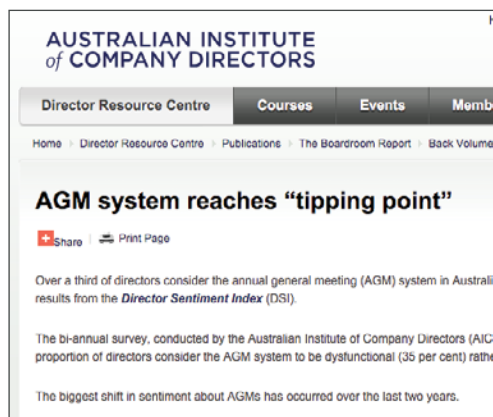 AUSTRALIAN INSTITUTE
of COMPANY DIRECTORS
Director Resource Centre Courses Events Memb
Home Director Resource Centre Publications The Boardroom Report Back Volume
AGM system reaches “tipping point”
Share Print Page
Over a third of directors consider the annual general meeting (AGM) system in Australi
results from the Director Sentiment Index (DSI).
The bi-annual survey, conducted by the Australian Institute of Company Directors (AIC
proportion of directors consider the AGM system to be dysfunctional (35 per cent) rathe
The biggest shift in sentiment about AGMs has occurred over the last two years.